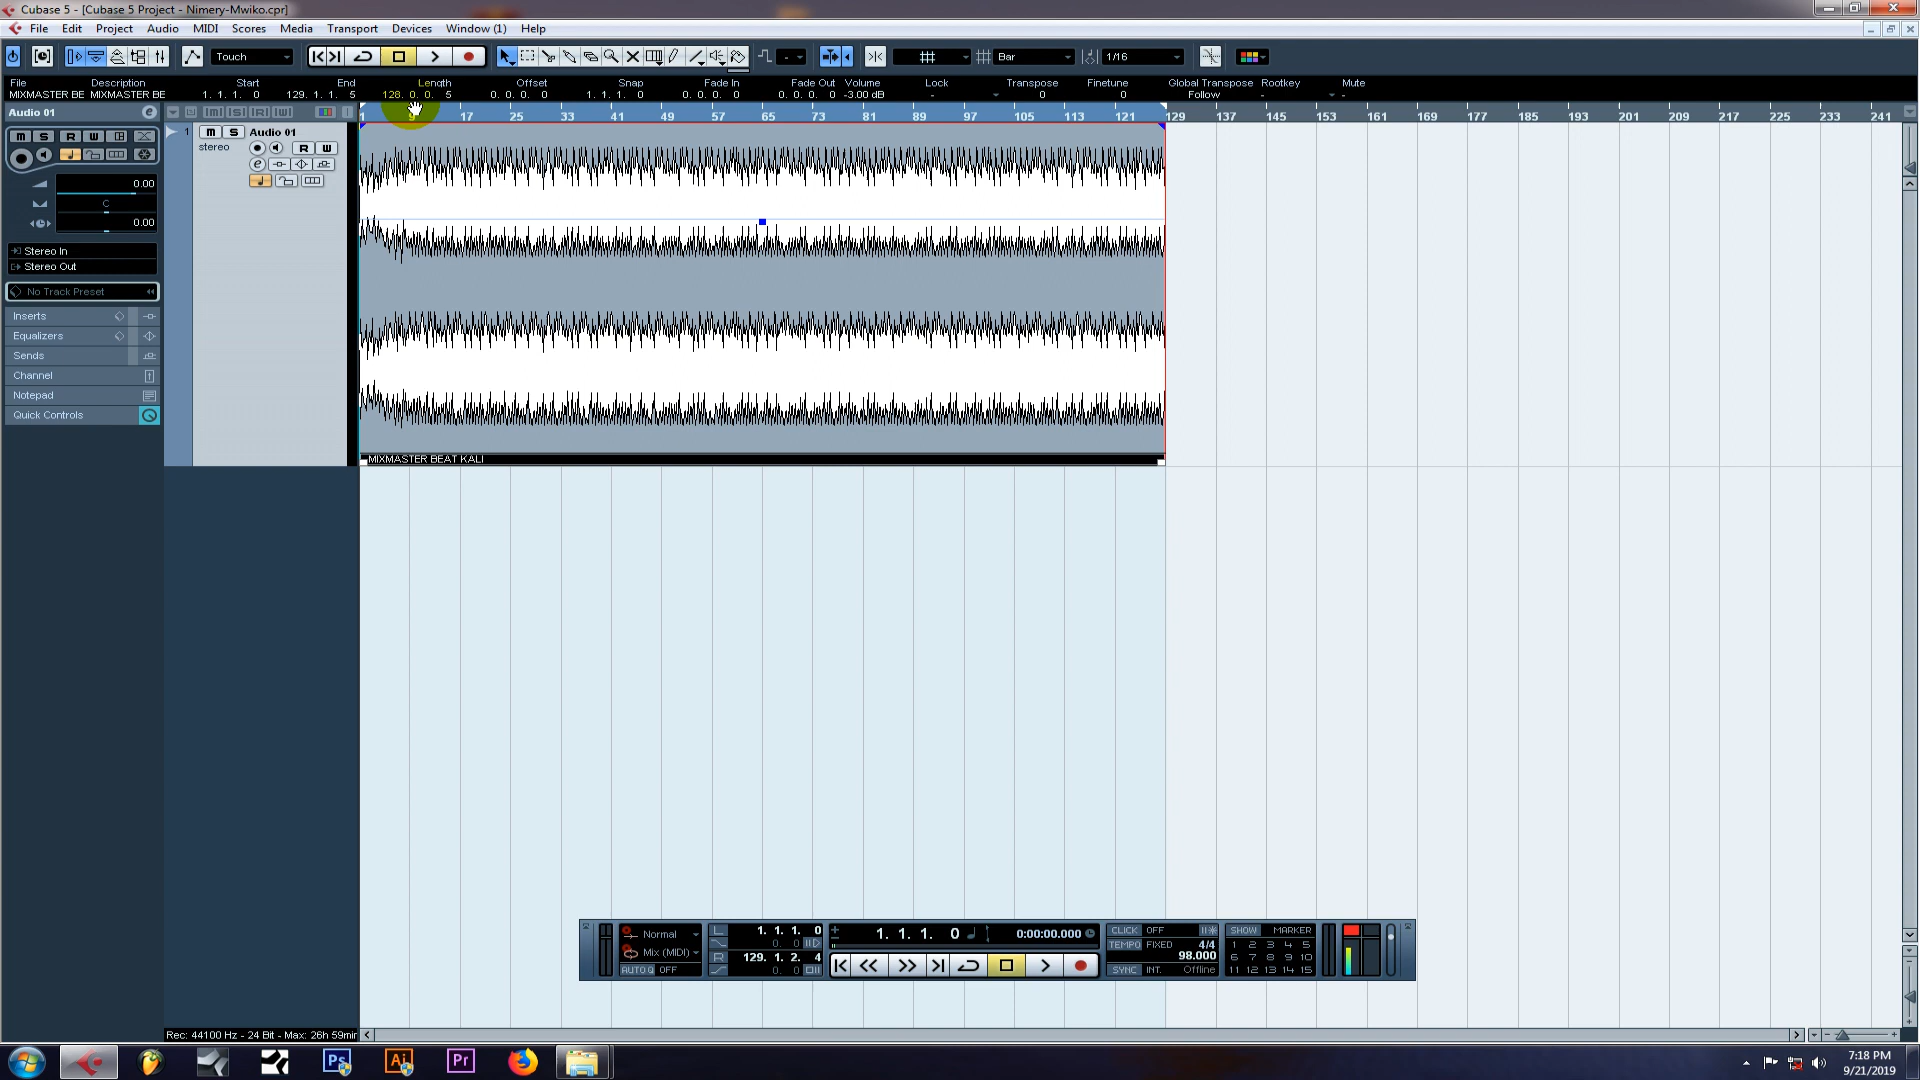 Cubase 5 - [Cubase 5 Project - Nimery-Mwiko.cpr]
File Edit Project Audio MIDI Scores Media Transport Devices Window (1) Help
Touch Bar 1/16
File Description Start End Length Offset Snap Fade In Fade Out Volume Lock Transpose Finetune Global Transpose Rootkey Mute
MIXMASTER BE MIXMASTER BE 1. 1. 1. 0 129. 1. 1. 5 128. 0. 0. 5 0. 0. 0. 0 1. 1. 1. 0 0. 0. 0. 0 0. 0. 0. 0 -3.00 dB - 0 0 Follow - -
Audio 01 e M S R W 1 9 17 25 33 41 49 57 65 73 81 89 97 105 113 121 129 137 145 153 161 169 177 185 193 201 209 217 225 233 241
M S R W
1 M S Audio 01
stereo R W
e
0.00
C
0.00
Stereo In
Stereo Out
No Track Preset
Inserts
Equalizers
Sends
Channel
Notepad
Quick Controls
MIXMASTER BEAT KALI
Normal L 1. 1. 1. 0 1. 1. 1. 0 0:00:00.000 CLICK OFF SHOW MARKER
0. 0 TEMPO FIXED 4/4 1 2 3 4 5
Mix (MIDI) R 129. 1. 2. 4 98.000 6 7 8 9 10
AUTO Q OFF 0. 0 SYNC INT. Offline 11 12 13 14 15
Rec: 44100 Hz - 24 Bit - Max: 26h 59min
Ps Ai Pr
7:18 PM
9/21/2019